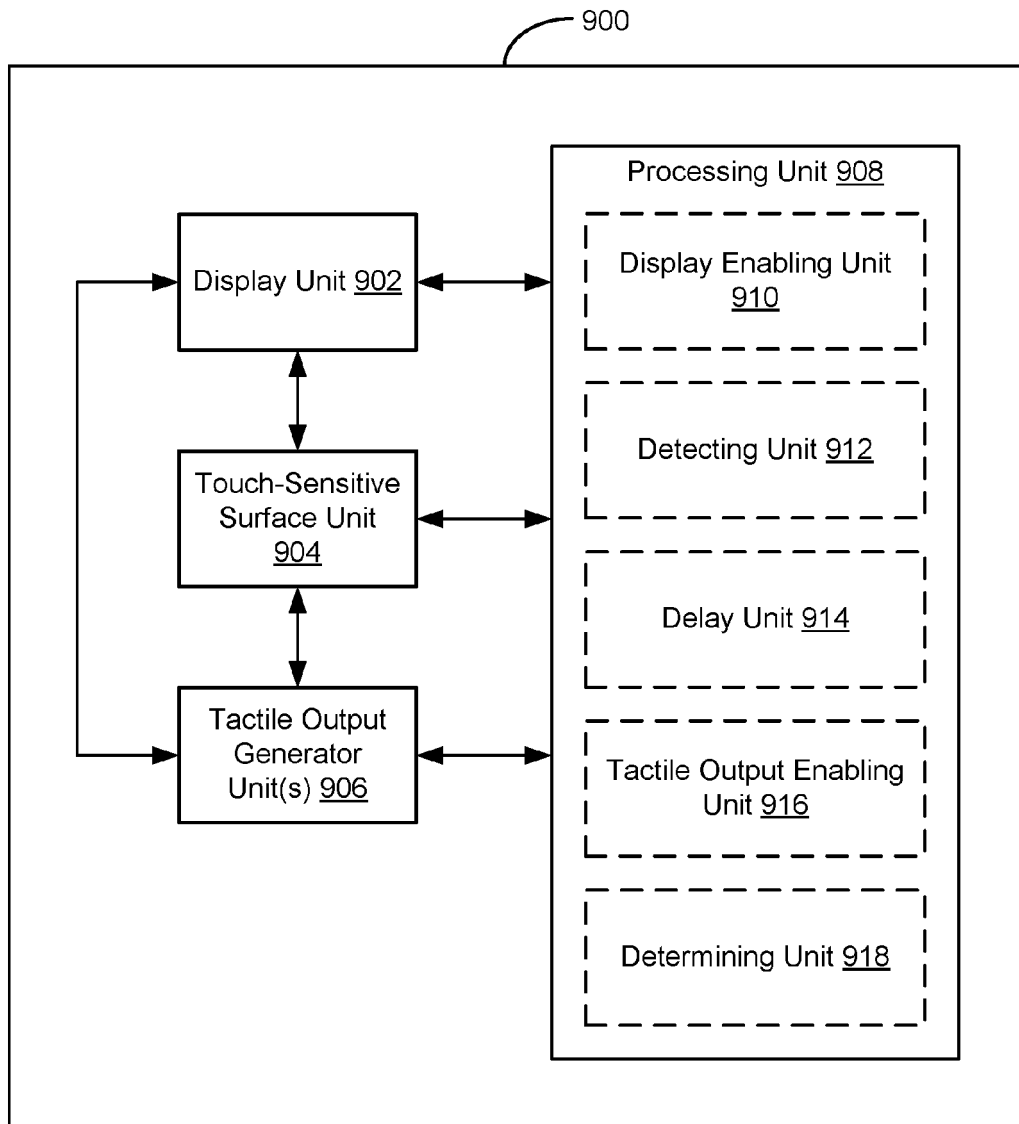 900
Processing Unit 908
Display Unit 902
Display Enabling Unit
910
Detecting Unit 912
Touch-Sensitive
Surface Unit
904
Delay Unit 914
Tactile Output
Generator
Unit(s) 906
Tactile Output Enabling
Unit 916
Determining Unit 918